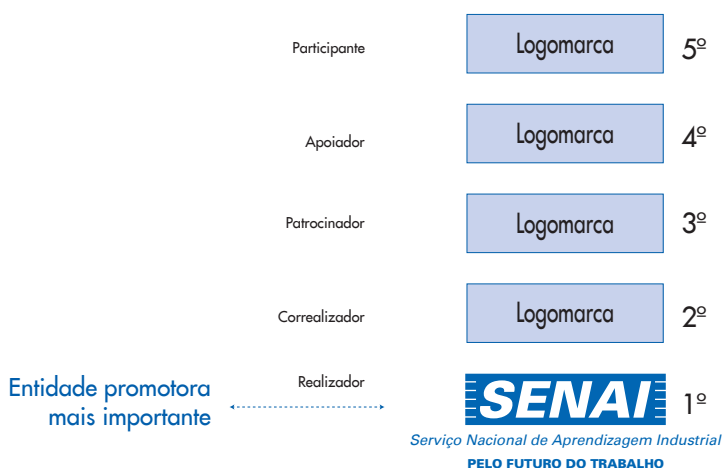 Participante Logomarca 5º
Apoiador Logomarca 4º
Patrocinador Logomarca 3º
Correalizador Logomarca 2º
Entidade promotora
mais importante
Realizador SENAI 1º
Serviço Nacional de Aprendizagem Industrial
PELO FUTURO DO TRABALHO